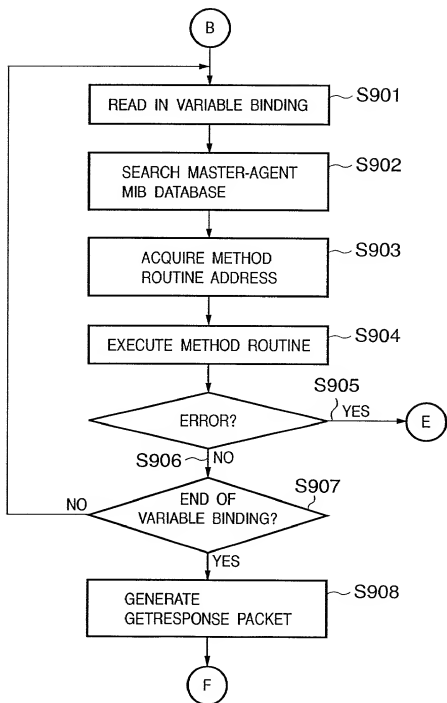 B
READ IN VARIABLE BINDING
S901
SEARCH MASTER-AGENT
MIB DATABASE
S902
ACQUIRE METHOD
ROUTINE ADDRESS
S903
EXECUTE METHOD ROUTINE
S904
ERROR?
S905
YES
E
S906
NO
END OF
VARIABLE BINDING?
S907
NO
YES
GENERATE
GETRESPONSE PACKET
S908
F